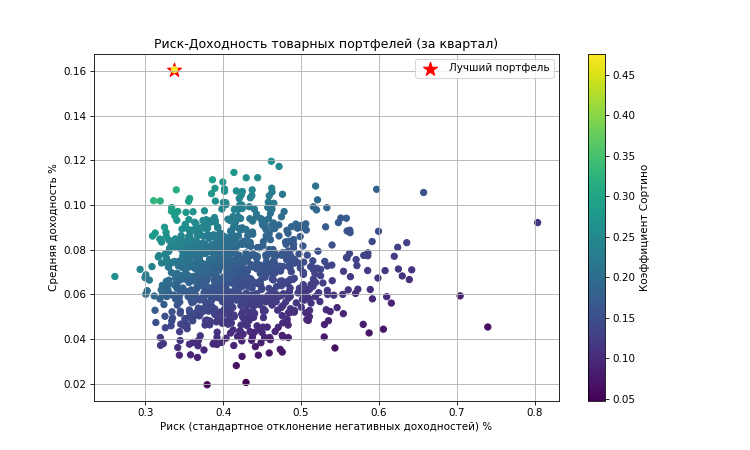 Риск-Доходность товарных портфелей (за квартал)
Лучший портфель
0.16
0.14
0.12
0.10
0.08
0.06
0.04
0.02
Средняя доходность %
0.3 0.4 0.5 0.6 0.7 0.8
Риск (стандартное отклонение негативных доходностей) %
0.45
0.40
0.35
0.30
0.25
0.20
0.15
0.10
0.05
Коэффициент Сортино